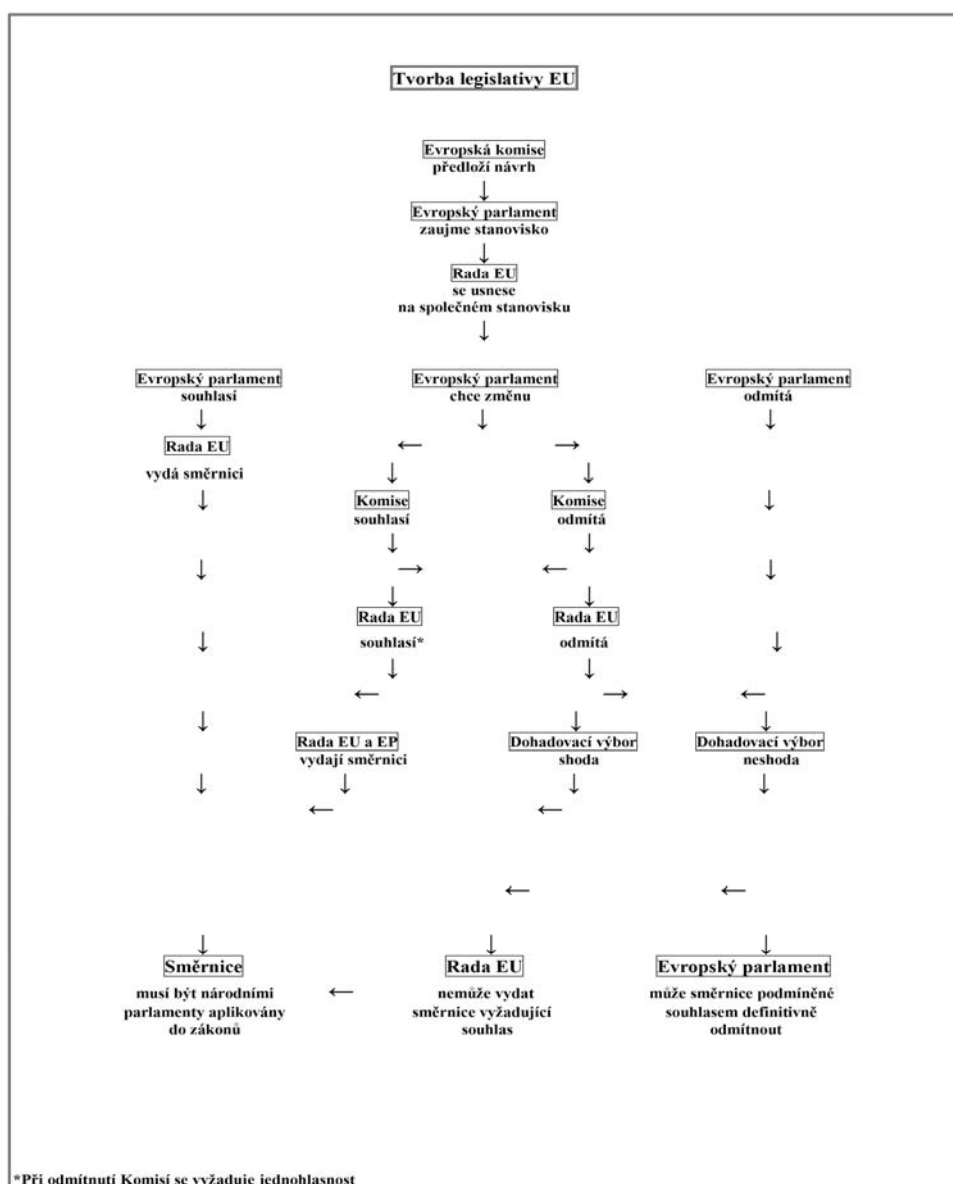 Tvorba legislativy EU
Evropská komise
předloží návrh
↓
Evropský parlament
zaujme stanovisko
↓
Rada EU
se usnese
na společném stanovisku
↓
Evropský parlament Evropský parlament Evropský parlament
souhlasí chce změnu odmítá
↓ ↓ ↓
Rada EU ← →
vydá směrnici ↓ ↓
↓ Komise Komise ↓
souhlasí odmítá
↓ ↓
↓ → ← ↓
↓ ↓
Rada EU Rada EU
↓ souhlasí* odmítá ↓
↓ ↓
← → ←
↓ ↓ ↓
Rada EU a EP Dohadovací výbor Dohadovací výbor
vydají směrnici shoda neshoda
↓ ↓ ↓ ↓
← ←
← ←
↓ ↓ ↓
Směrnice Rada EU Evropský parlament
musí být národními ← nemůže vydat může směrnice podmíněné
parlamenty aplikovány směrnice vyžadující souhlasem definitivně
do zákonů souhlas odmítnout
*Při odmítnutí Komisí se vyžaduje jednohlasnost